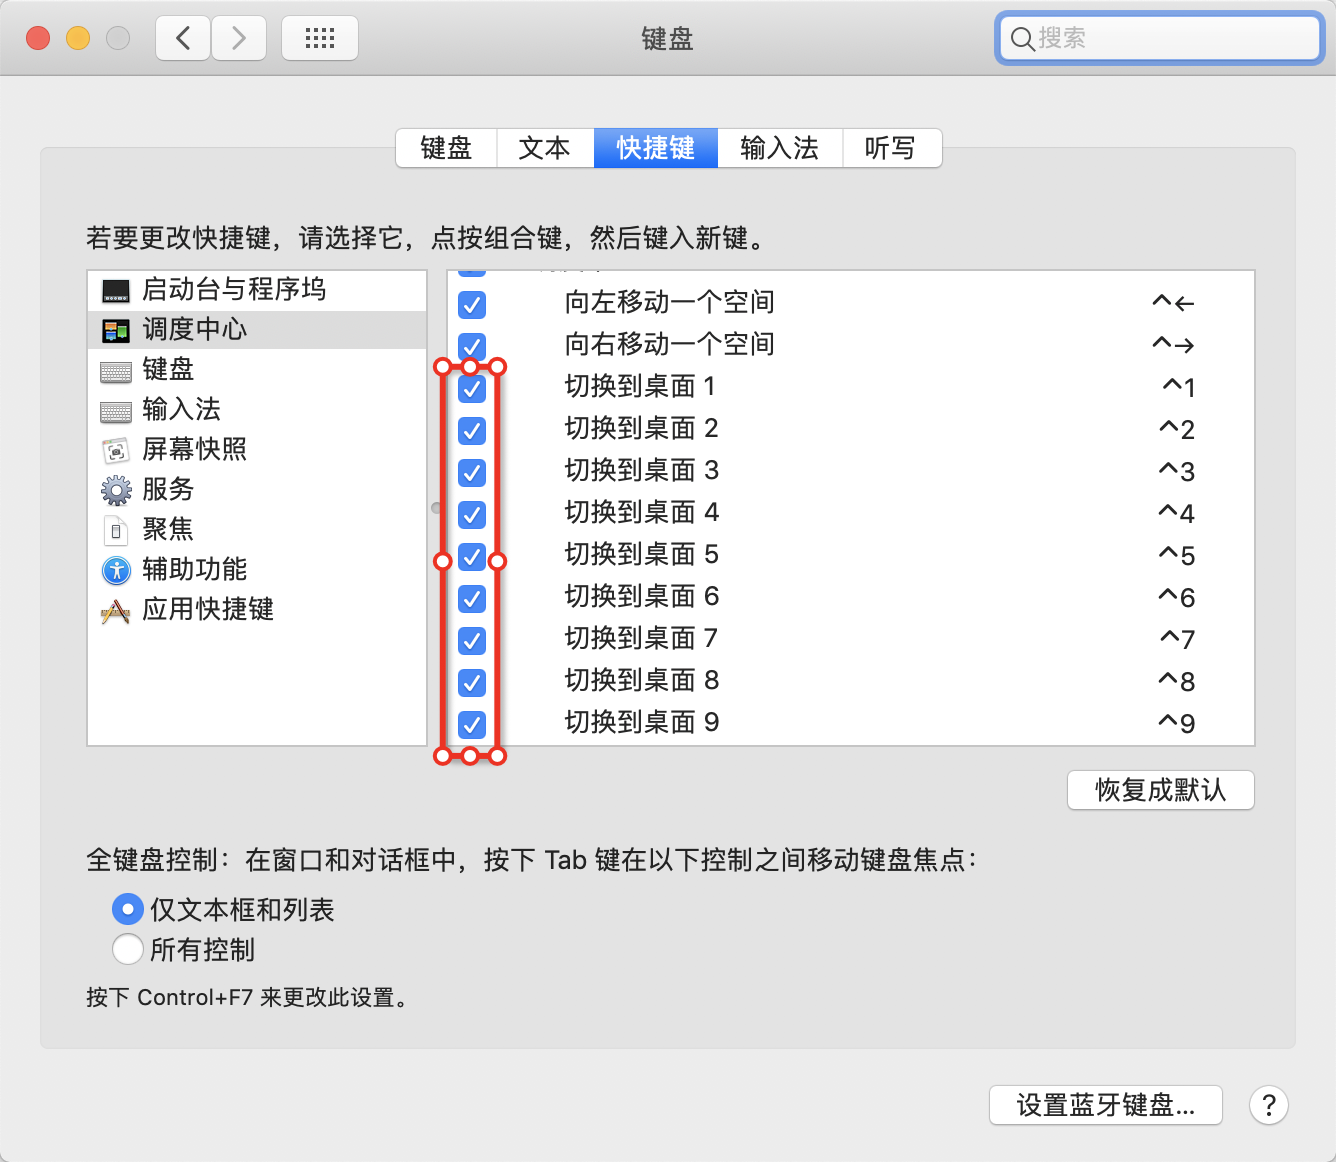 键盘
搜索
键盘 文本 快捷键 输入法 听写
若要更改快捷键，请选择它，点按组合键，然后键入新键。
启动台与程序坞
调度中心
键盘
输入法
屏幕快照
服务
聚焦
辅助功能
应用快捷键
向左移动一个空间 ^←
向右移动一个空间 ^→
切换到桌面 1 ^1
切换到桌面 2 ^2
切换到桌面 3 ^3
切换到桌面 4 ^4
切换到桌面 5 ^5
切换到桌面 6 ^6
切换到桌面 7 ^7
切换到桌面 8 ^8
切换到桌面 9 ^9
恢复成默认
全键盘控制：在窗口和对话框中，按下 Tab 键在以下控制之间移动键盘焦点：
仅文本框和列表
所有控制
按下 Control+F7 来更改此设置。
设置蓝牙键盘... ?